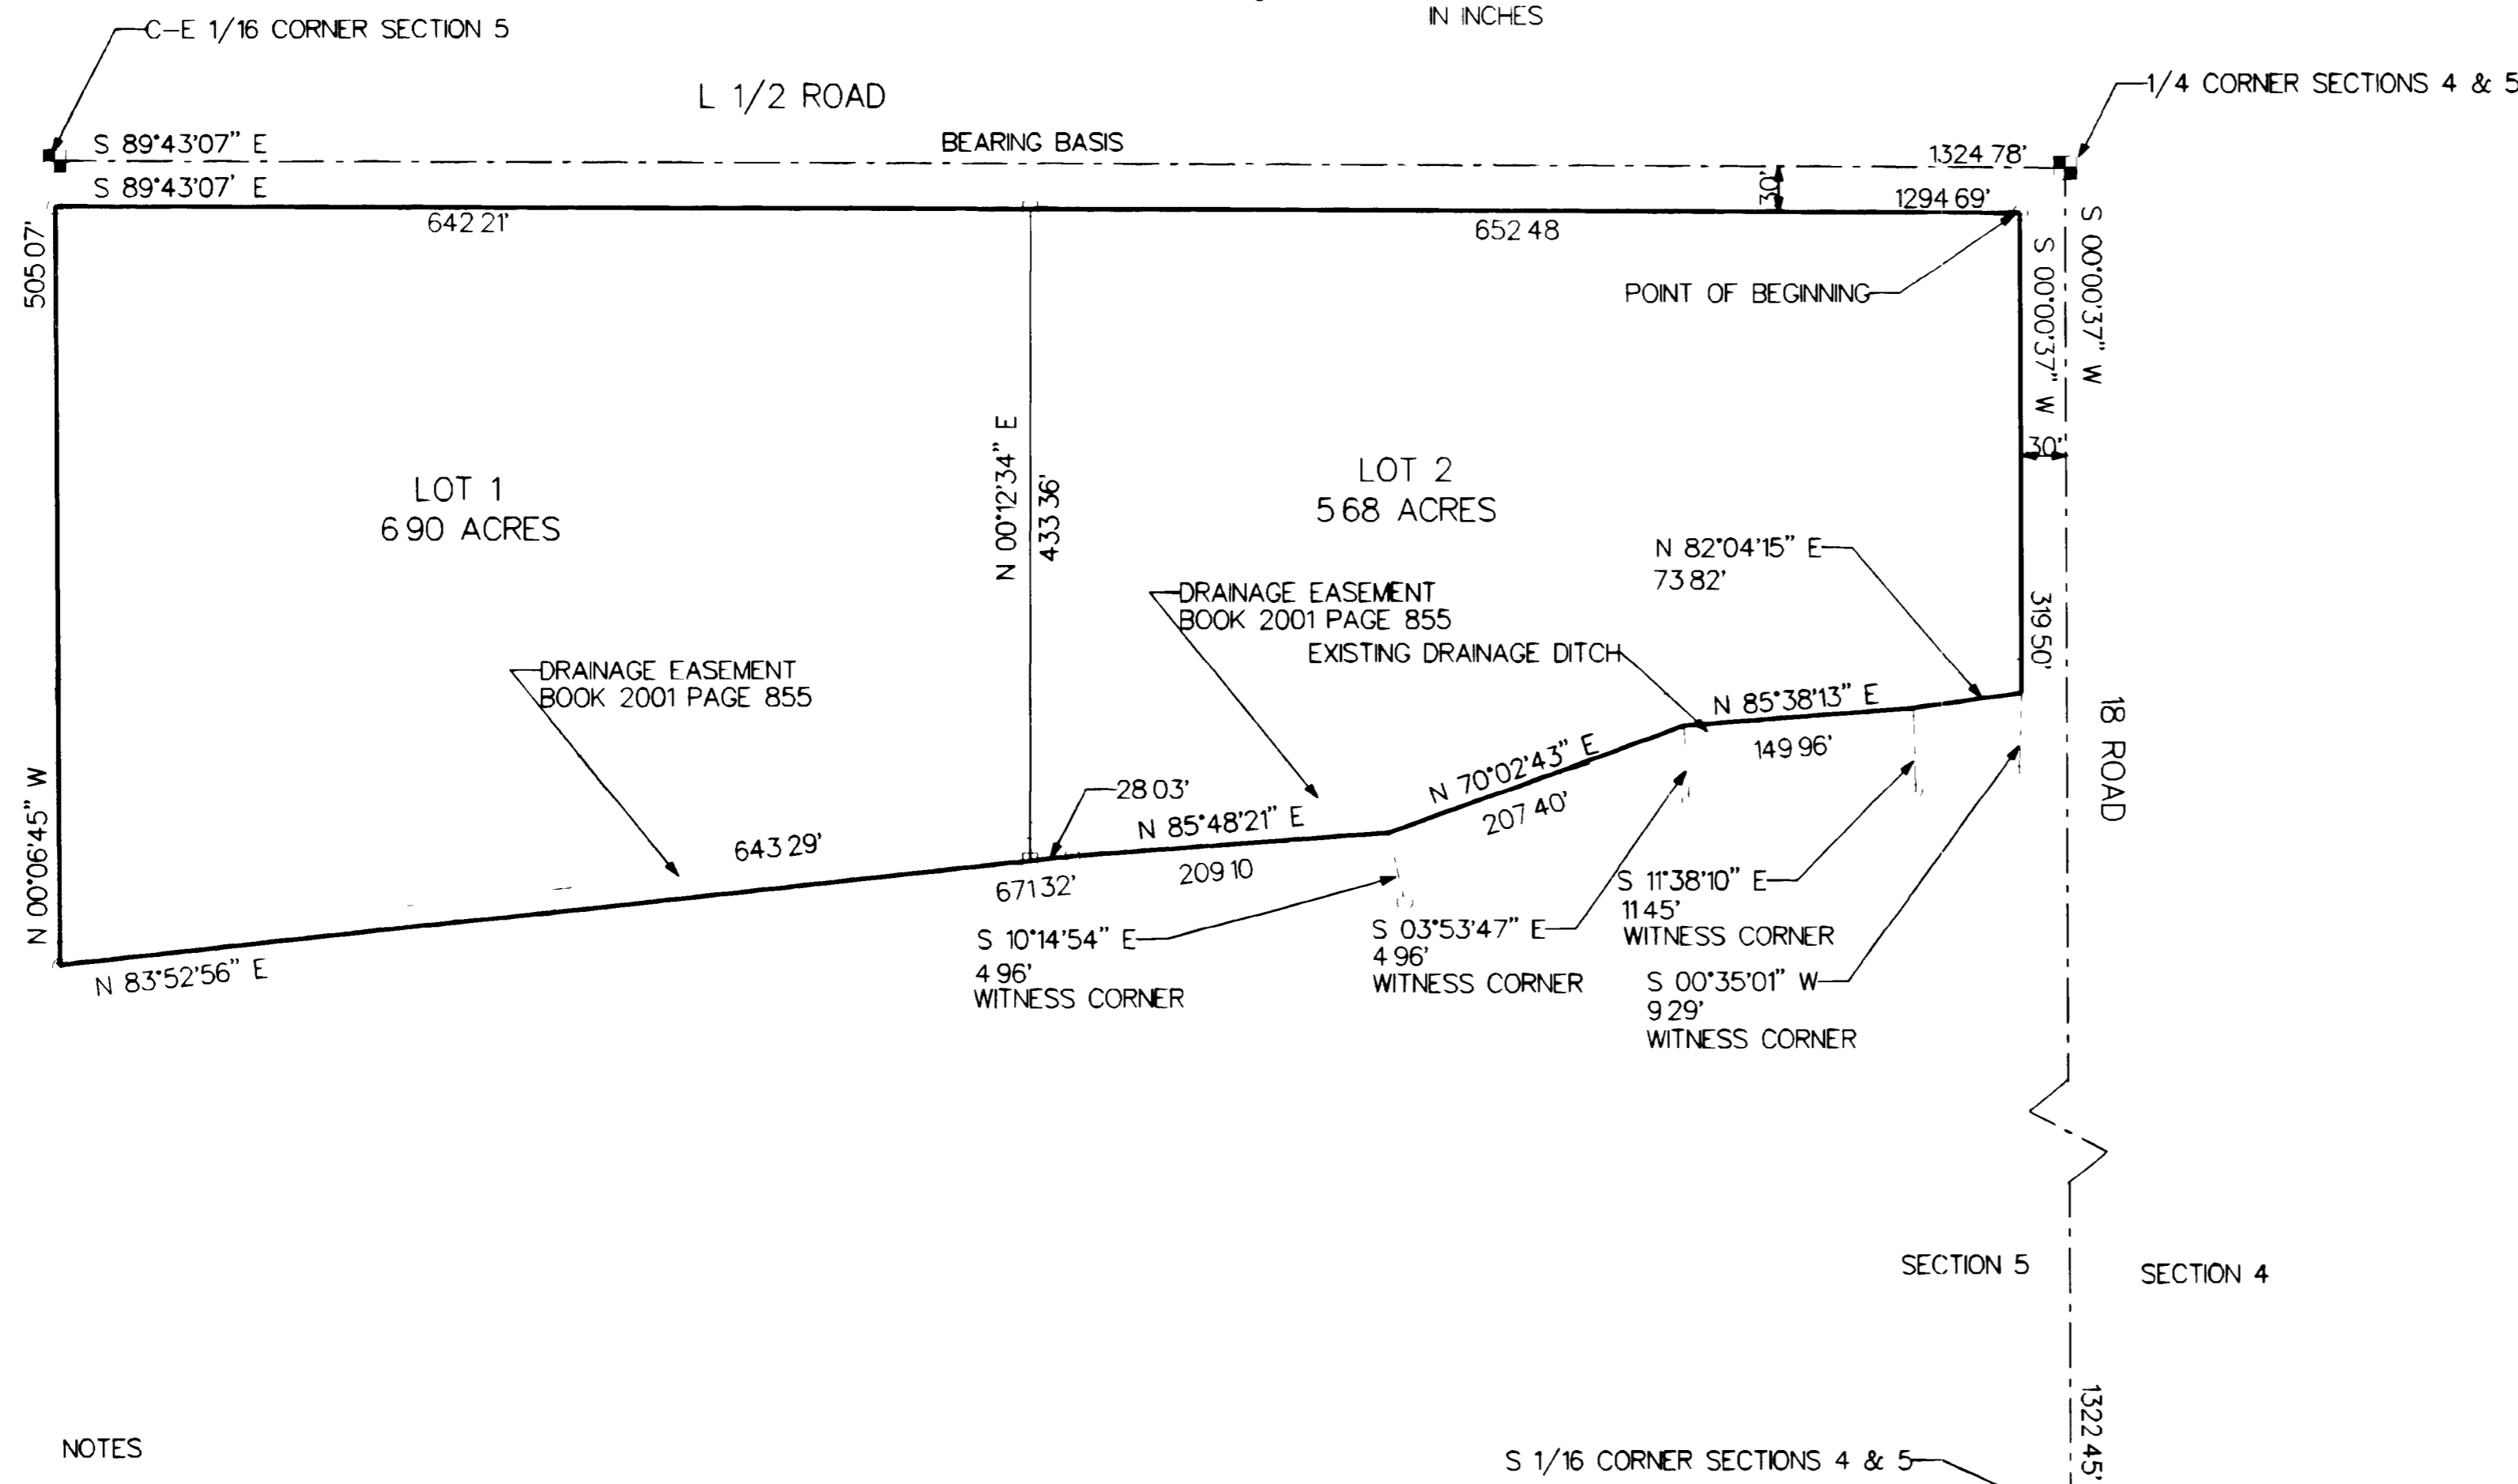 IN INCHES
C-E 1/16 CORNER SECTION 5
1/4 CORNER SECTIONS 4 & 5
L 1/2 ROAD
S 89°43'07" E
BEARING BASIS
1324 78'
S 89°43'07' E
30'
1294 69'
642 21'
652 48
505 07'
S 00°00'37" W
S 00°00'37" W
POINT OF BEGINNING
30'
N 00°12'34" E
433 36'
LOT 1
6 90 ACRES
LOT 2
5 68 ACRES
N 82°04'15" E
73 82'
DRAINAGE EASEMENT
BOOK 2001 PAGE 855
EXISTING DRAINAGE DITCH
319 50'
DRAINAGE EASEMENT
BOOK 2001 PAGE 855
N 85°38'13" E
149 96'
18 ROAD
N 70°02'43" E
207 40'
N 00°06'45" W
28 03'
N 85°48'21" E
209 10
643 29'
671 32'
N 83°52'56" E
S 10°14'54" E
4 96'
WITNESS CORNER
S 03°53'47" E
4 96'
WITNESS CORNER
S 11°38'10" E
11 45'
WITNESS CORNER
S 00°35'01" W
9 29'
WITNESS CORNER
SECTION 5
SECTION 4
1322 45'
NOTES
S 1/16 CORNER SECTIONS 4 & 5